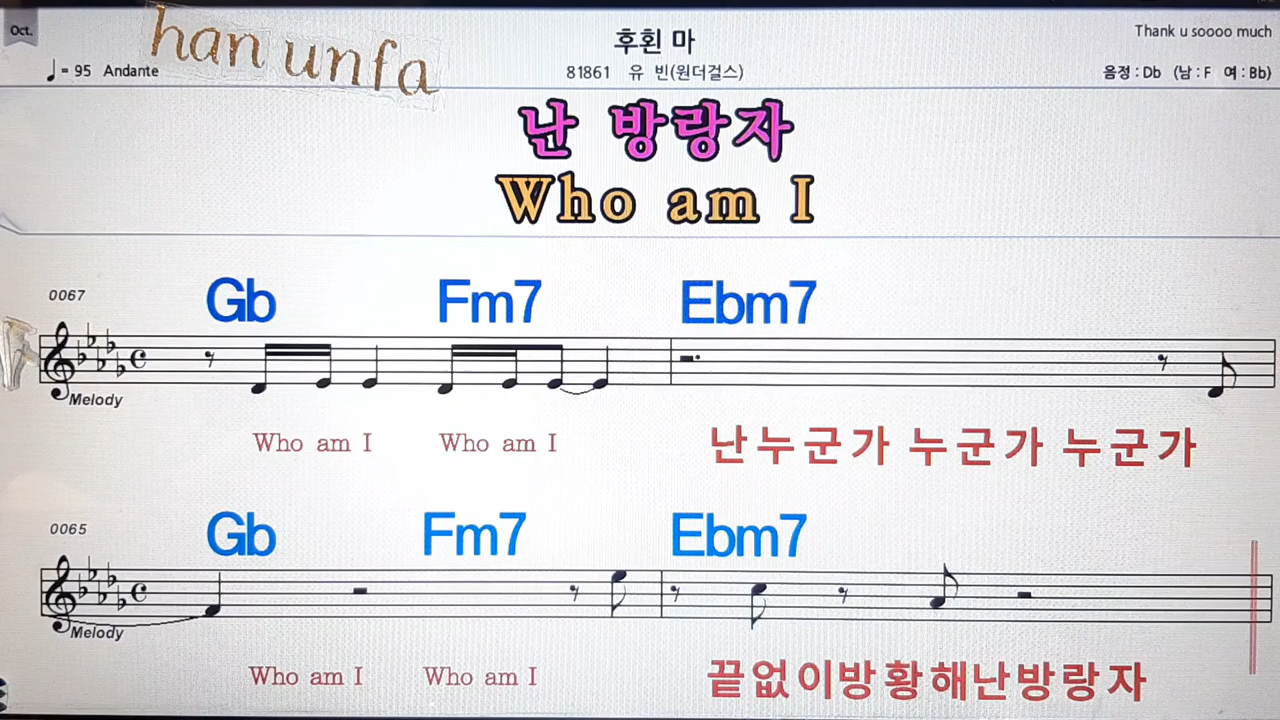 Oct.
han unfa
후횐 마
Thank u soooo much
♩= 95 Andante
81861 유 빈(원더걸스)
음정 : Db (남 : F 여 : Bb)
난 방랑자
Who am I
0067
Gb Fm7 Ebm7
Melody
Who am I Who am I 난누군가 누군가 누군가
0065
Gb Fm7 Ebm7
Melody
Who am I Who am I 끝없이방황해난방랑자